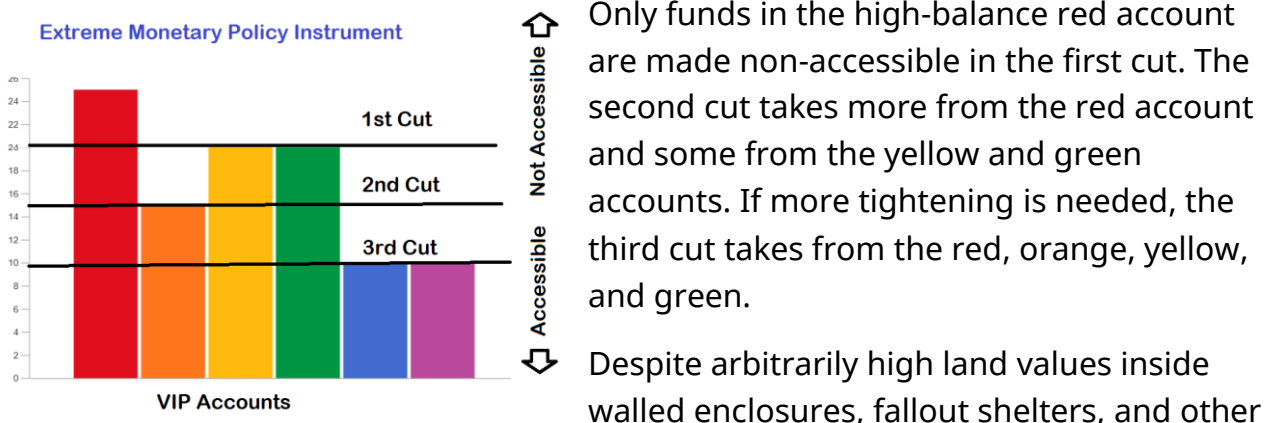 Extreme Monetary Policy Instrument
26
24
22
20
18
16
14
12
10
8
6
4
2
0
1st Cut
2nd Cut
3rd Cut
VIP Accounts
Not Accessible
Accessible
Only funds in the high-balance red account
are made non-accessible in the first cut. The
second cut takes more from the red account
and some from the yellow and green
accounts. If more tightening is needed, the
third cut takes from the red, orange, yellow,
and green.
Despite arbitrarily high land values inside
walled enclosures, fallout shelters, and other